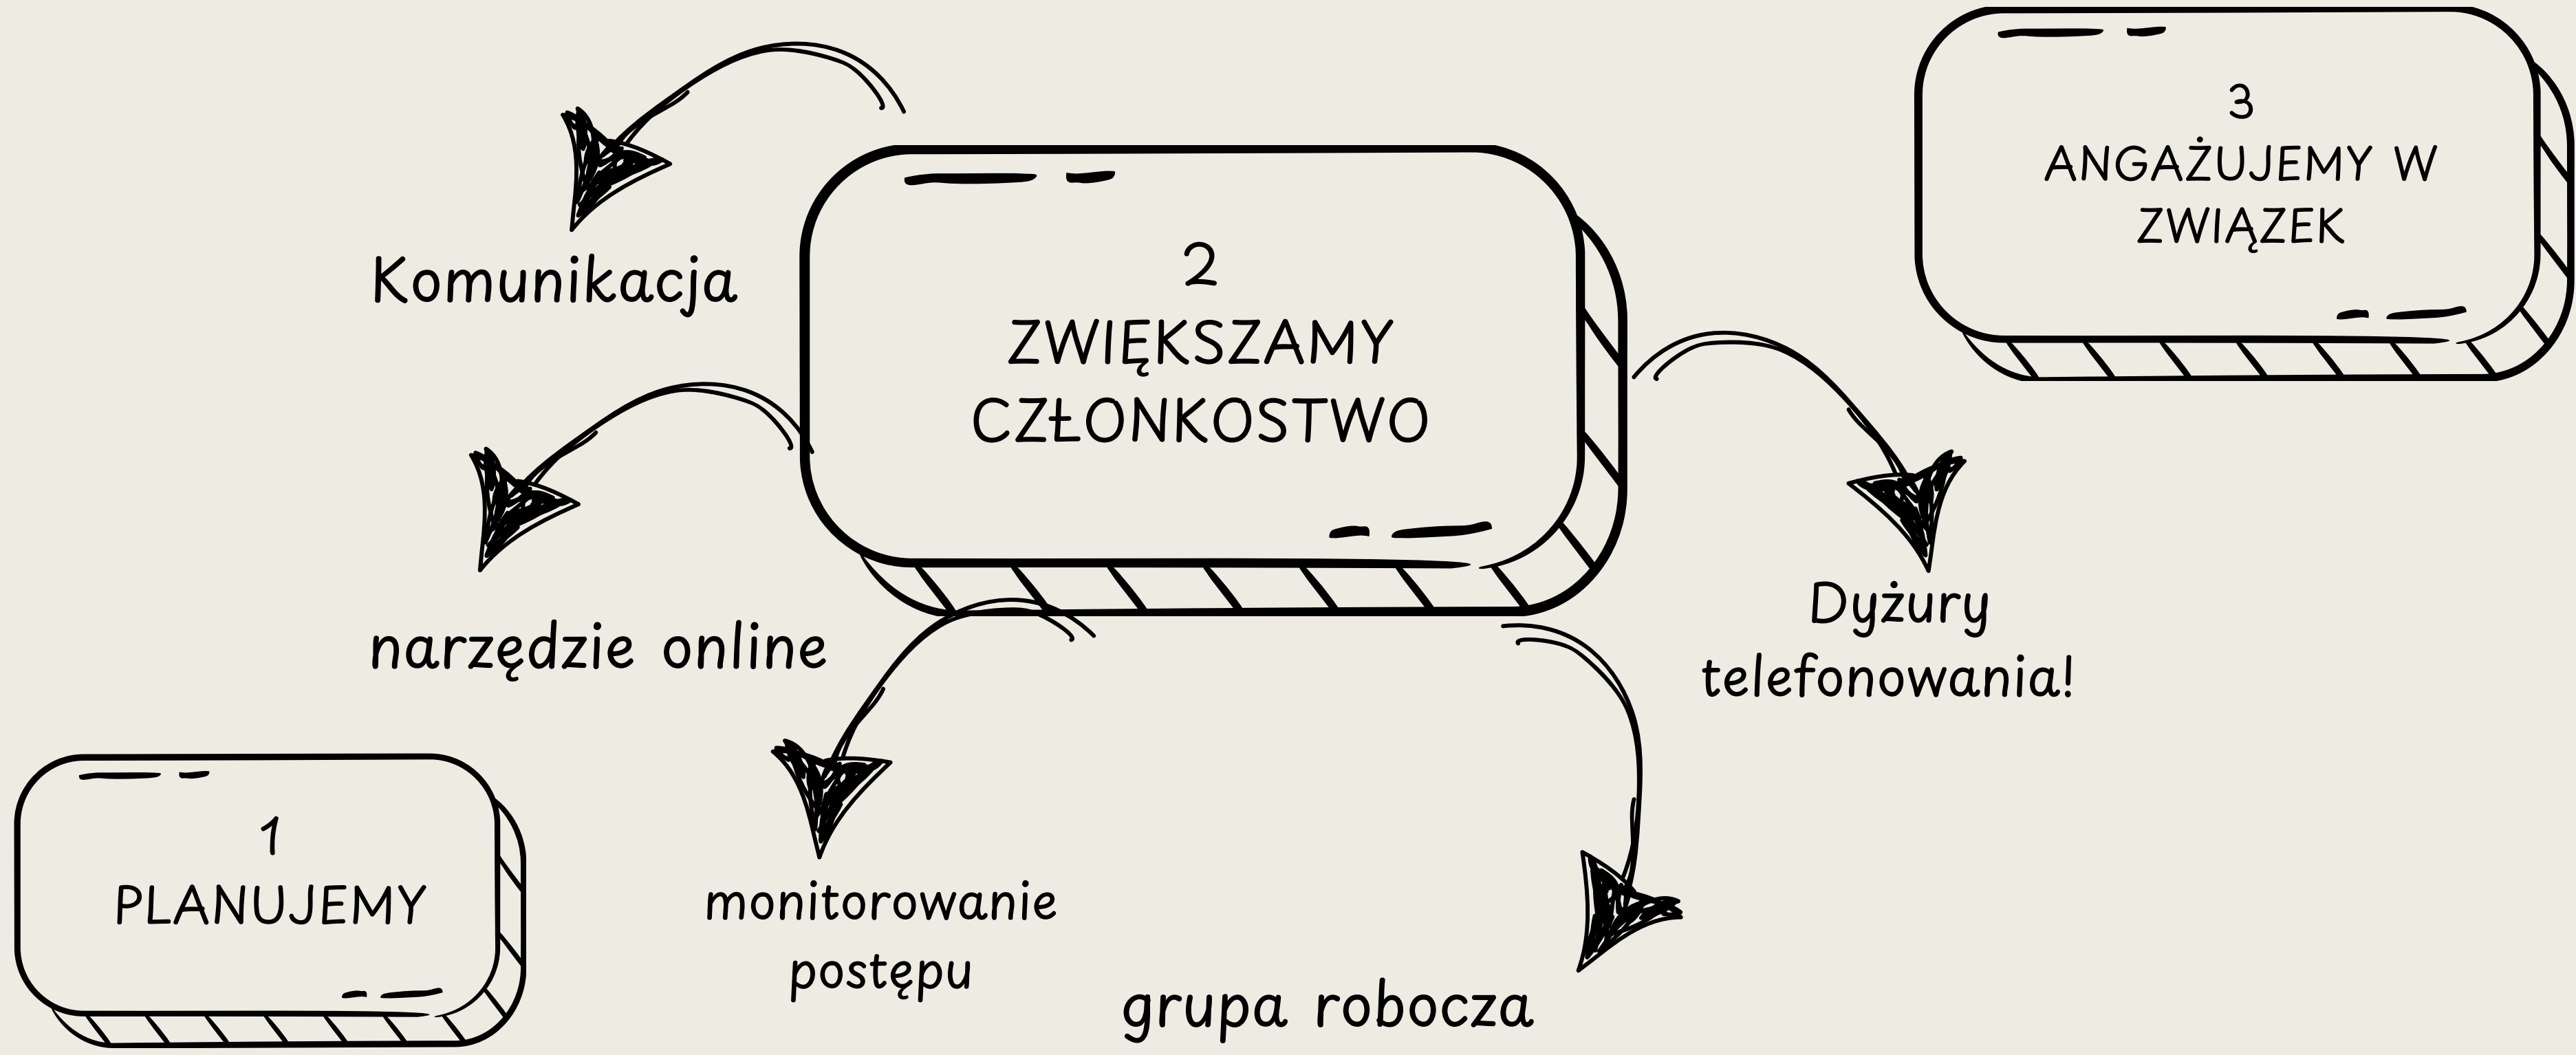 1
PLANUJEMY
2
ZWIĘKSZAMY
CZŁONKOSTWO
Komunikacja
narzędzie online
monitorowanie
postępu
grupa robocza
Dyżury
telefonowania!
3
ANGAŻUJEMY W
ZWIĄZEK